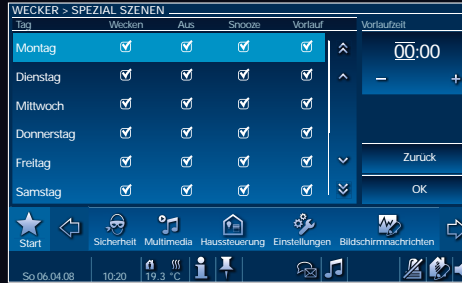 WECKER > SPEZIAL SZENEN
Tag Wecken Aus Snooze Vorlauf Vorlaufzeit
Montag 00:00
Dienstag − +
Mittwoch
Donnerstag
Freitag Zurück
Samstag OK
Start Sicherheit Multimedia Haussteuerung Einstellungen Bildschirmnachrichten
So 06.04.08 10:20 19.3 °C